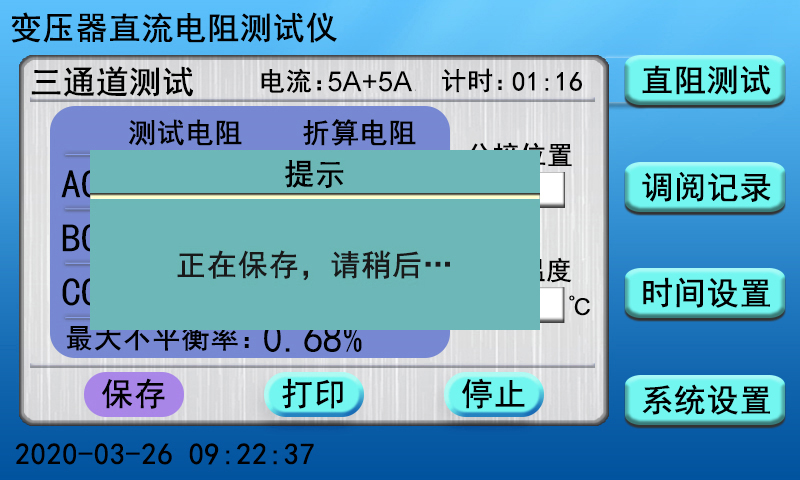 变压器直流电阻测试仪
三通道测试 电流:5A+5A 计时:01:16
直阻测试
测试电阻 折算电阻
位置
提示
调阅记录
正在保存，请稍后…
度
℃
时间设置
最大不平衡率:0.68%
保存 打印 停止
系统设置
2020-03-26 09:22:37